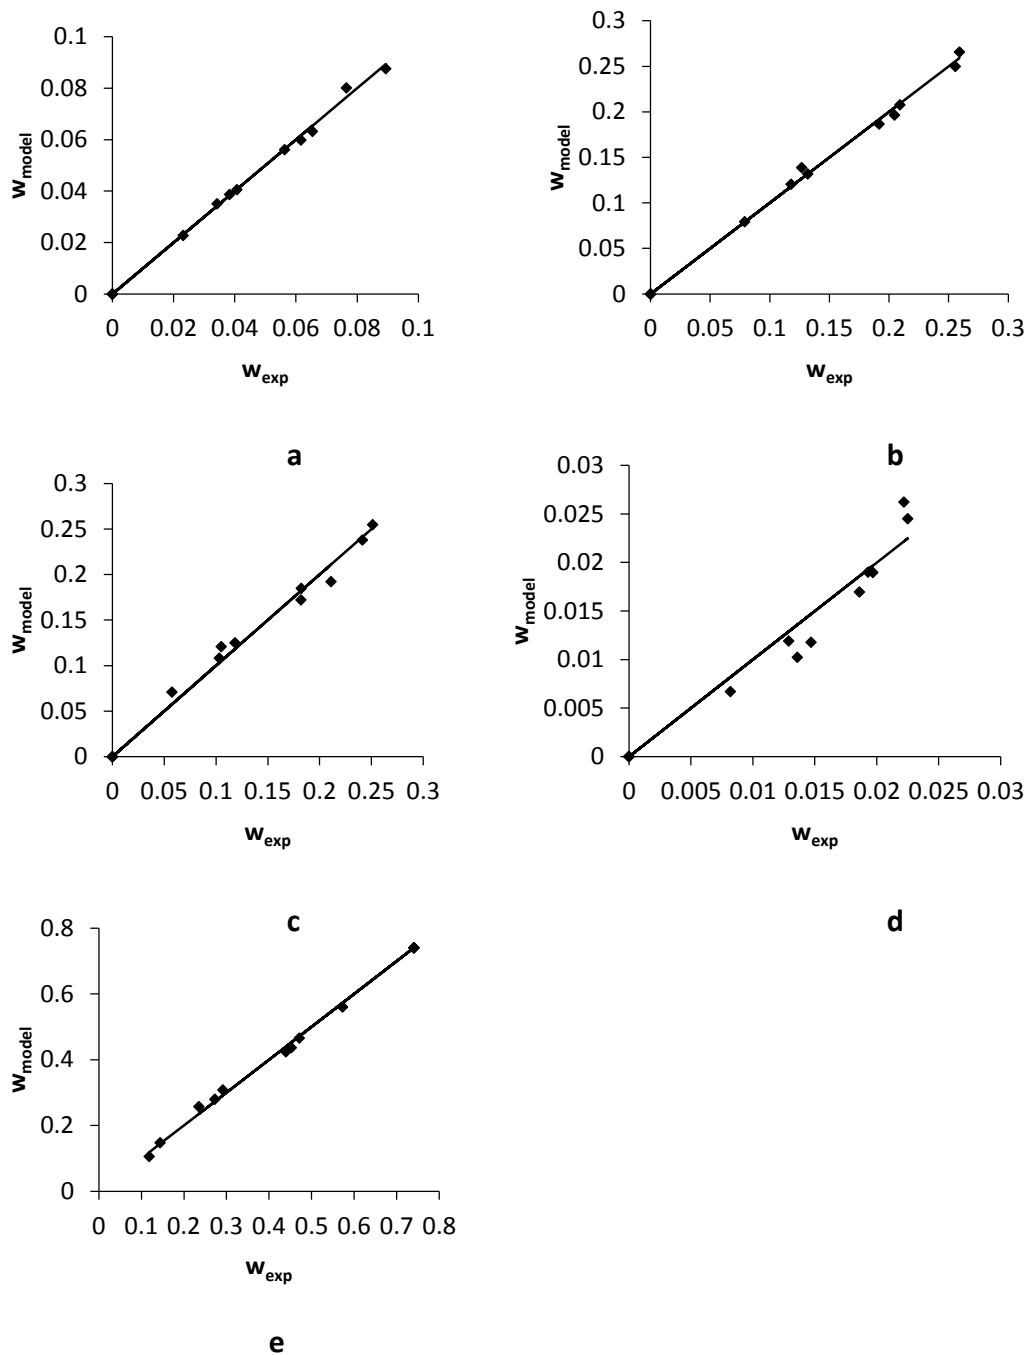 0.1
0.08
0.06
0.04
0.02
0
0 0.02 0.04 0.06 0.08 0.1
w_model
w_exp
a
0.3
0.25
0.2
0.15
0.1
0.05
0
0 0.05 0.1 0.15 0.2 0.25 0.3
w_model
w_exp
b
0.3
0.25
0.2
0.15
0.1
0.05
0
0 0.05 0.1 0.15 0.2 0.25 0.3
w_model
w_exp
c
0.03
0.025
0.02
0.015
0.01
0.005
0
0 0.005 0.01 0.015 0.02 0.025 0.03
w_model
w_exp
d
0.8
0.6
0.4
0.2
0
0 0.1 0.2 0.3 0.4 0.5 0.6 0.7 0.8
w_model
w_exp
e